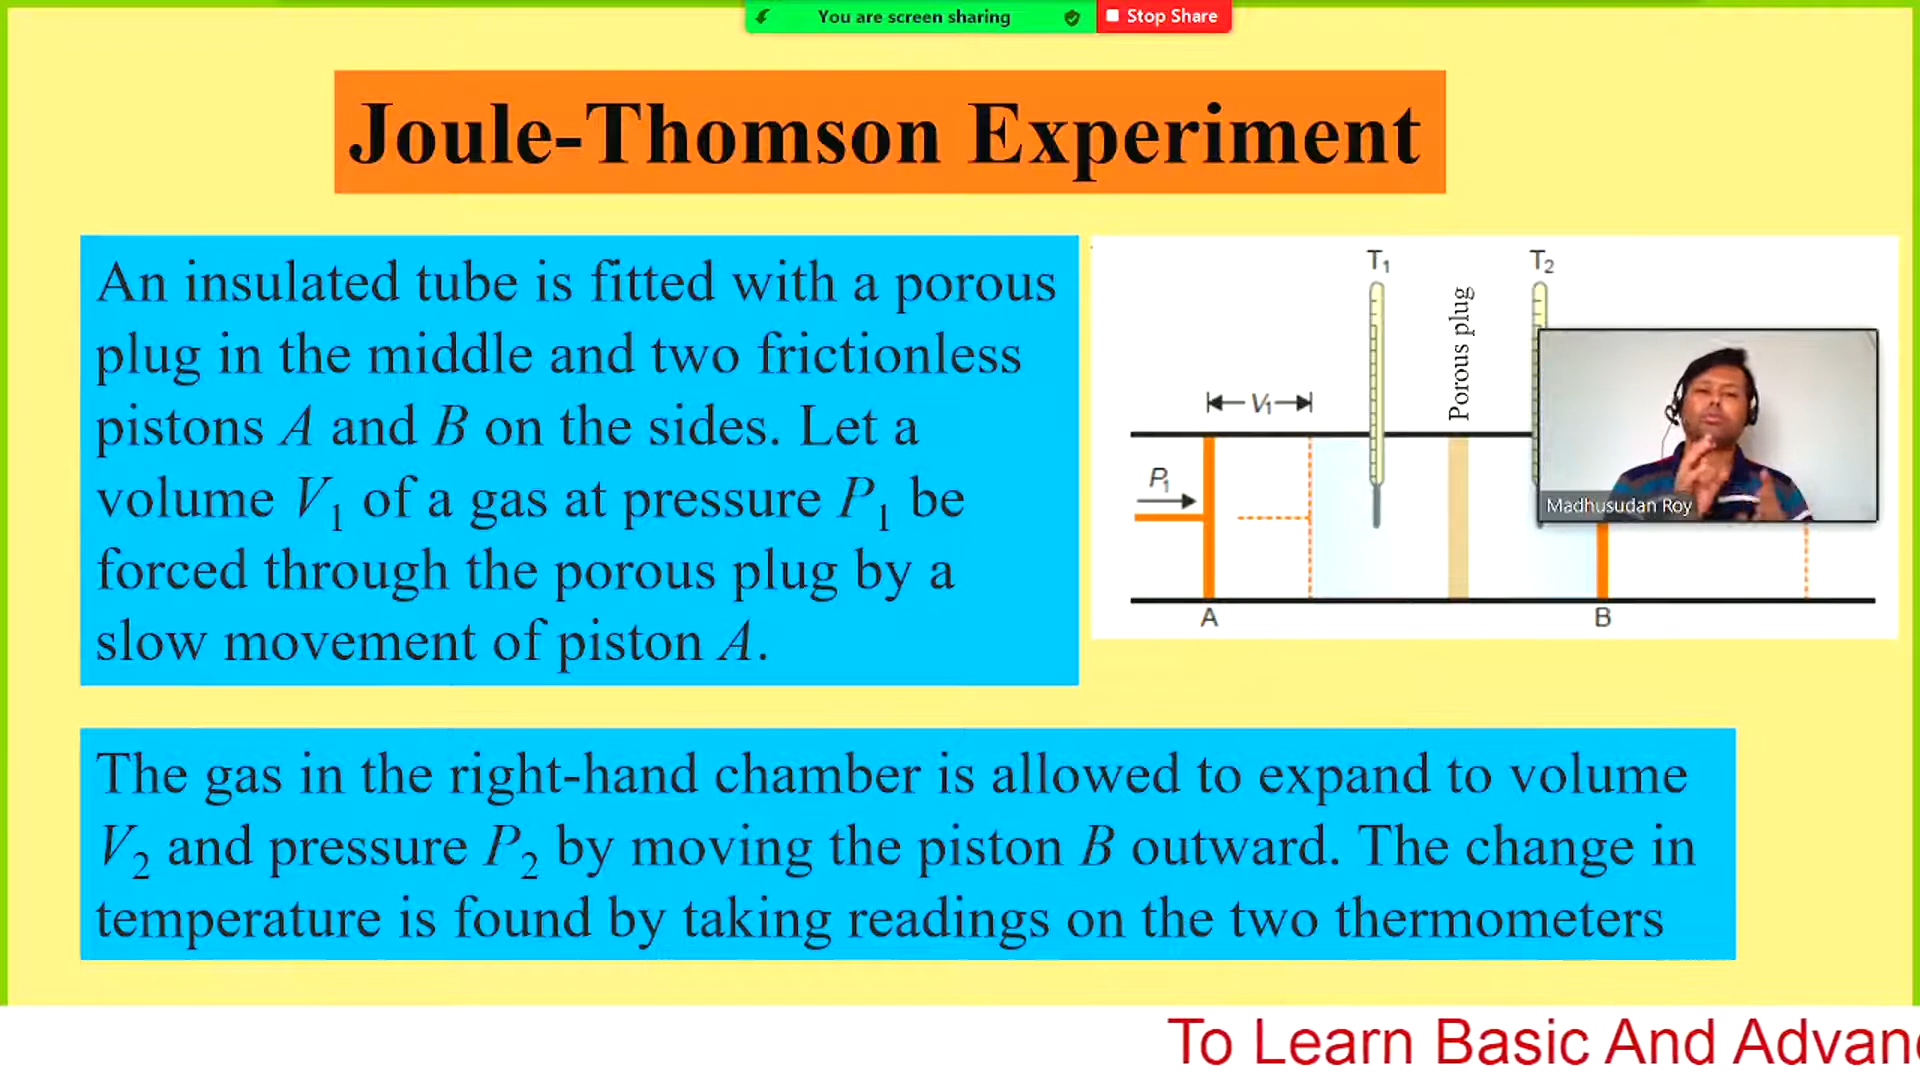 You are screen sharing
Stop Share
Joule-Thomson Experiment
An insulated tube is fitted with a porous
plug in the middle and two frictionless
pistons A and B on the sides. Let a
volume V₁ of a gas at pressure P₁ be
forced through the porous plug by a
slow movement of piston A.
T₁
T₂
Porous plug
V₁
P₁
Madhusudan Roy
A
B
The gas in the right-hand chamber is allowed to expand to volume
V₂ and pressure P₂ by moving the piston B outward. The change in
temperature is found by taking readings on the two thermometers
To Learn Basic And Advan